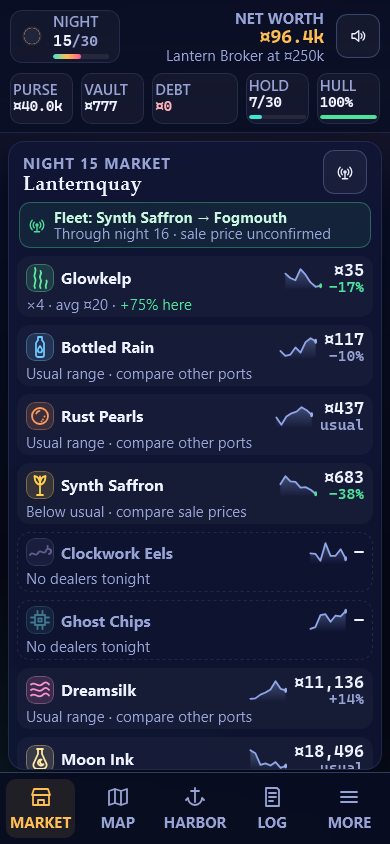 NIGHT
15/30
NET WORTH
¤96.4k
Lantern Broker at ¤250k
PURSE
¤40.0k
VAULT
¤777
DEBT
¤0
HOLD
7/30
HULL
100%
NIGHT 15 MARKET
Lanternquay
Fleet: Synth Saffron → Fogmouth
Through night 16 · sale price unconfirmed
Glowkelp
¤35
×4 · avg ¤20 · +75% here
−17%
Bottled Rain
¤117
−10%
Usual range · compare other ports
Rust Pearls
¤437
usual
Usual range · compare other ports
Synth Saffron
¤683
−38%
Below usual · compare sale prices
Clockwork Eels
—
No dealers tonight
Ghost Chips
—
No dealers tonight
Dreamsilk
¤11,136
+14%
Usual range · compare other ports
Moon Ink
¤18,496
usual
MARKET
MAP
HARBOR
LOG
MORE